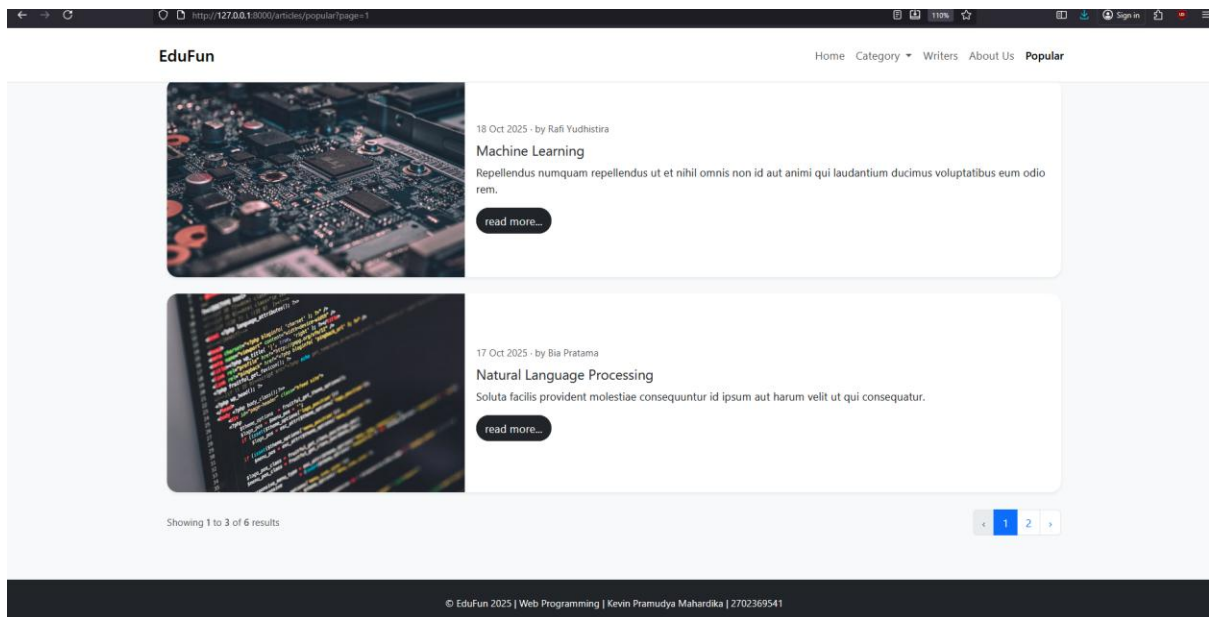 http://127.0.0.1:8000/articles/popular?page=1
110%
Sign in
EduFun
Home Category Writers About Us Popular
18 Oct 2025 · by Rafi Yudhistira
Machine Learning
Repellendus numquam repellendus ut et nihil omnis non id aut animi qui laudantium ducimus voluptatibus eum odio
rem.
read more...
17 Oct 2025 · by Bia Pratama
Natural Language Processing
Soluta facilis provident molestiae consequuntur id ipsum aut harum velit ut qui consequatur.
read more...
Showing 1 to 3 of 6 results
‹ 1 2 ›
© EduFun 2025 | Web Programming | Kevin Pramudya Mahardika | 2702369541